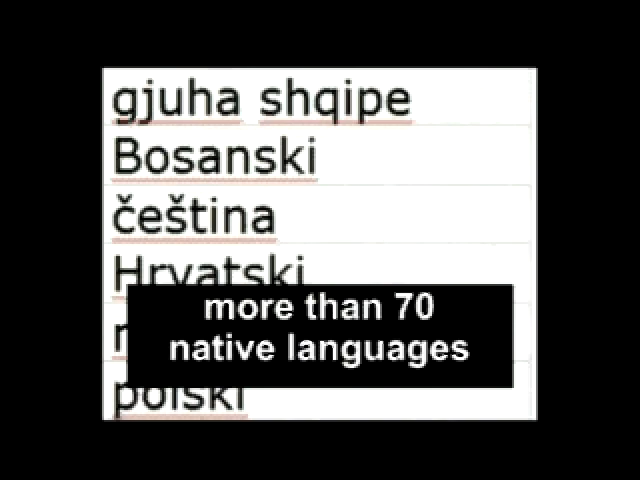 gjuha shqipe
Bosanski
čeština
Hrvatski
more than 70
native languages
polski